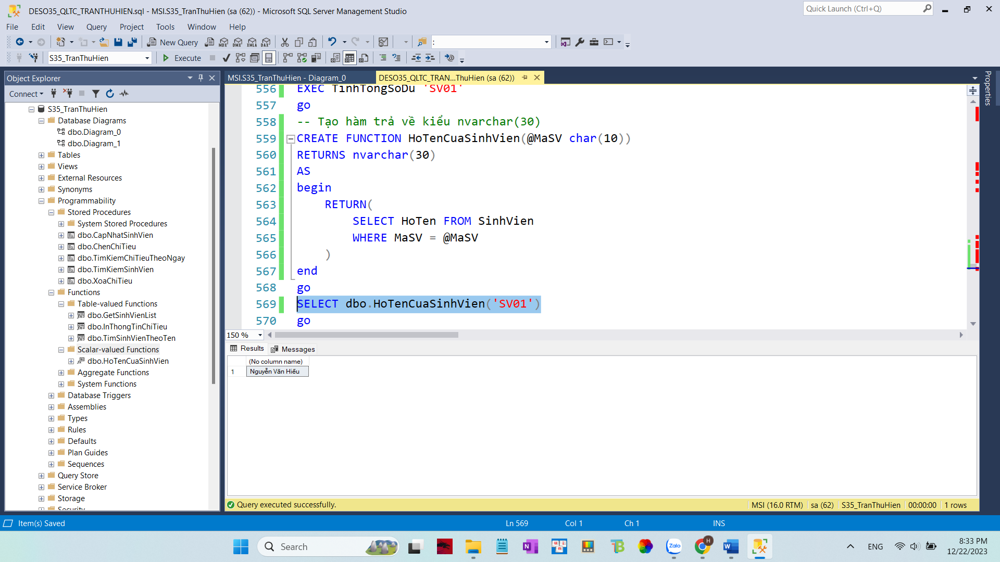 DESO35_QLTC_TRANTHUHIEN.sql - MSI.S35_TranThuHien (sa (62)) - Microsoft SQL Server Management Studio
Quick Launch (Ctrl+Q)
File Edit View Query Project Tools Window Help
New Query
MDX DMX XMLA DAX
:
S35_TranThuHien
Execute
Object Explorer
MSI.S35_TranThuHien - Diagram_0
DESO35_QLTC_TRAN...ThuHien (sa (62))
Properties
Connect
S35_TranThuHien
Database Diagrams
dbo.Diagram_0
dbo.Diagram_1
Tables
Views
External Resources
Synonyms
Programmability
Stored Procedures
System Stored Procedures
dbo.CapNhatSinhVien
dbo.ChenChiTieu
dbo.TimKiemChiTieuTheoNgay
dbo.TimKiemSinhVien
dbo.XoaChiTieu
Functions
Table-valued Functions
dbo.GetSinhVienList
dbo.InThongTinChiTieu
dbo.TimSinhVienTheoTen
Scalar-valued Functions
dbo.HoTenCuaSinhVien
Aggregate Functions
System Functions
Database Triggers
Assemblies
Types
Rules
Defaults
Plan Guides
Sequences
Query Store
Service Broker
Storage
Security
556 EXEC TinhTongSoDu 'SV01'
557 go
558 -- Tạo hàm trả về kiểu nvarchar(30)
559 CREATE FUNCTION HoTenCuaSinhVien(@MaSV char(10))
560 RETURNS nvarchar(30)
561 AS
562 begin
563 RETURN(
564 SELECT HoTen FROM SinhVien
565 WHERE MaSV = @MaSV
566 )
567 end
568 go
569 SELECT dbo.HoTenCuaSinhVien('SV01')
570 go
150 %
Results Messages
(No column name)
1 Nguyễn Văn Hiếu
Query executed successfully.
MSI (16.0 RTM) sa (62) S35_TranThuHien 00:00:00 1 rows
Item(s) Saved
Ln 569 Col 1 Ch 1 INS
Search
Zalo
H
ENG
8:33 PM
12/22/2023